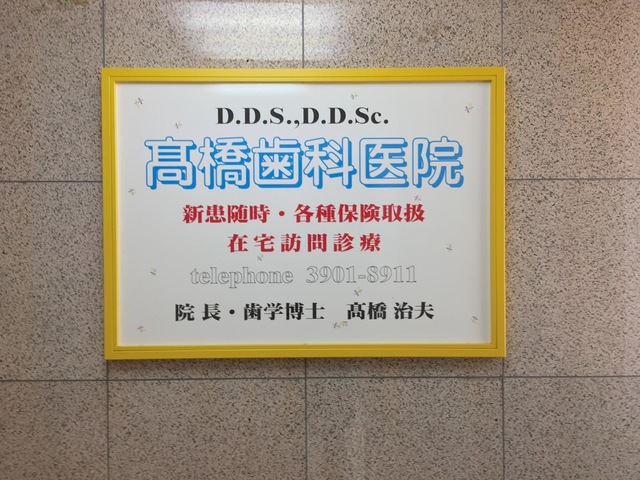 D.D.S.,D.D.Sc.
髙橋歯科医院
新患随時・各種保険取扱
在宅訪問診療
telephone 3901-8911
院 長・歯学博士 髙橋 治夫